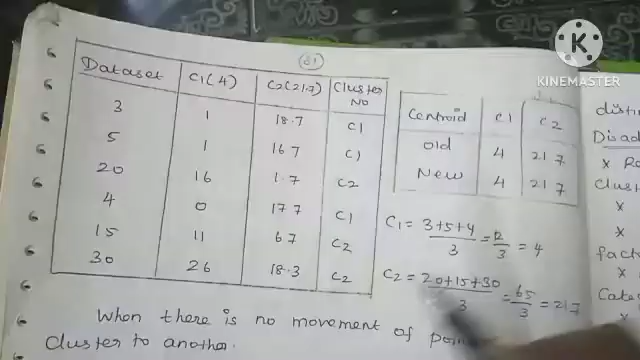 KINEMASTER
51
Dataset C1(4) C2(21.7) Cluster No
3 1 18.7 C1
5 1 16.7 C1
20 16 1.7 C2
4 0 17.7 C1
15 11 6.7 C2
30 26 18.3 C2
Centroid C1 C2
old 4 21.7
New 4 21.7
C1 = 3+5+4/3 = 12/3 = 4
C2 = 20+15+30/3 = 65/3 = 21.7
When there is no movement of
cluster to another.
disti
Disad
x Ro
Clus
x
x
fact
x
Cate
x